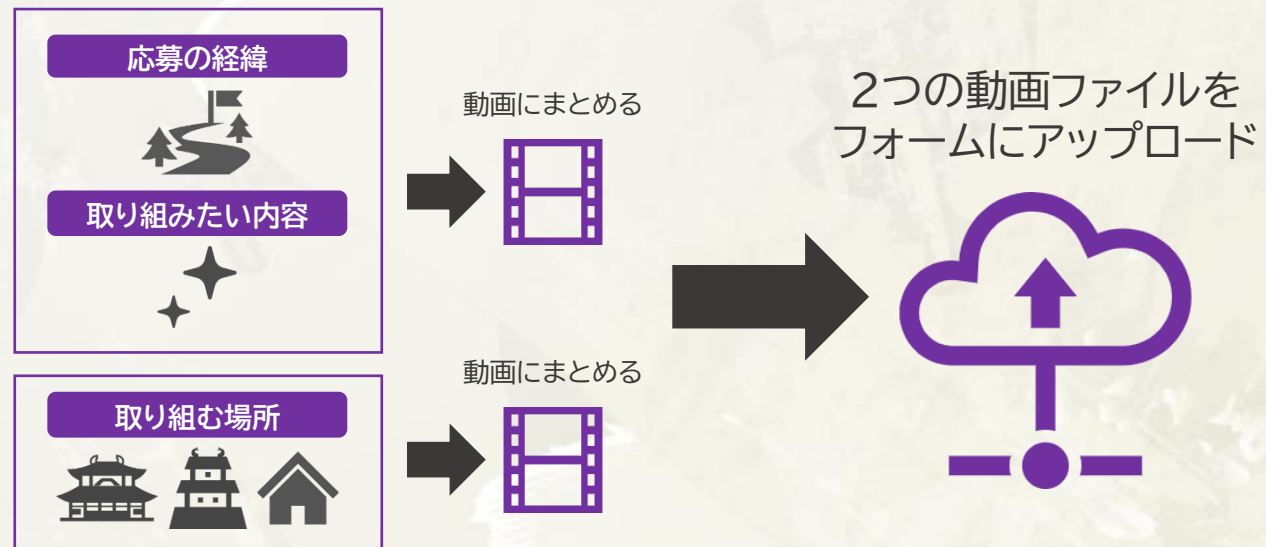 応募の経緯
取り組みたい内容
動画にまとめる
取り組む場所
動画にまとめる
2つの動画ファイルを
フォームにアップロード